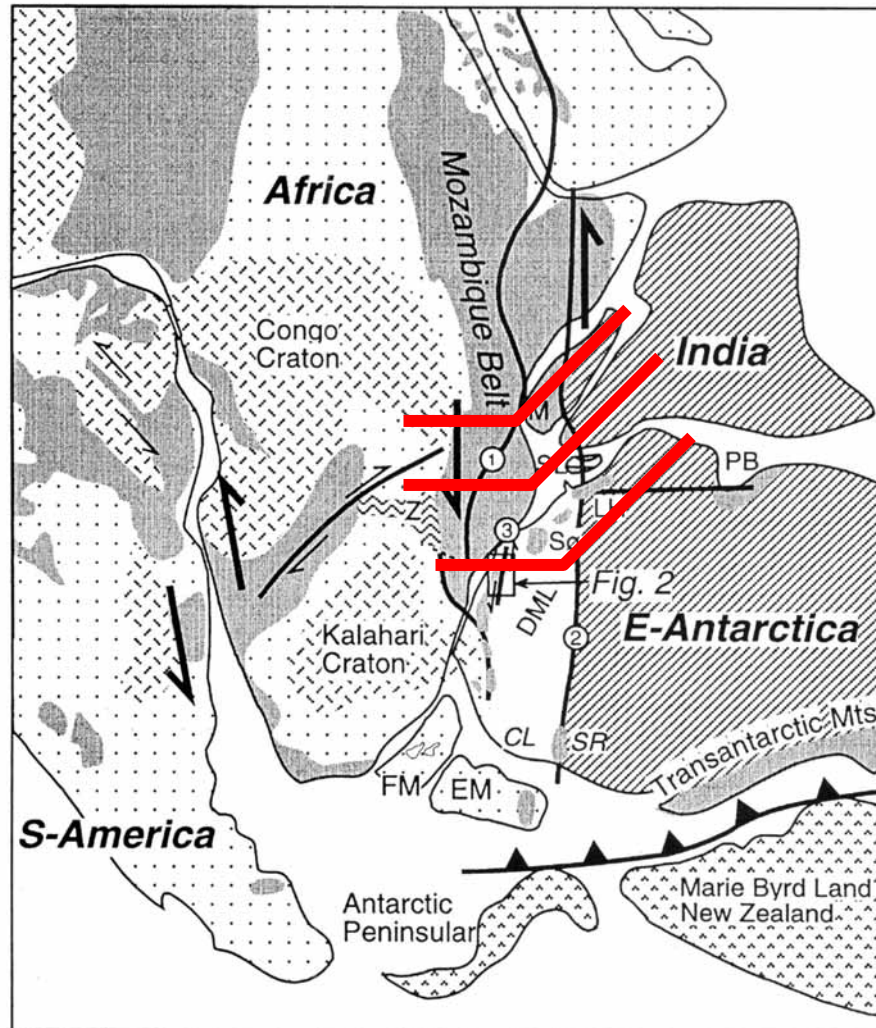 Africa
Mozambique Belt
Congo
Craton
India
M
1
PB
Z
3
Fig. 2
DML
2
E-Antarctica
Kalahari
Craton
CL
SR
Transantarctic Mts
FM
EM
S-America
Antarctic
Peninsular
Marie Byrd Land
New Zealand